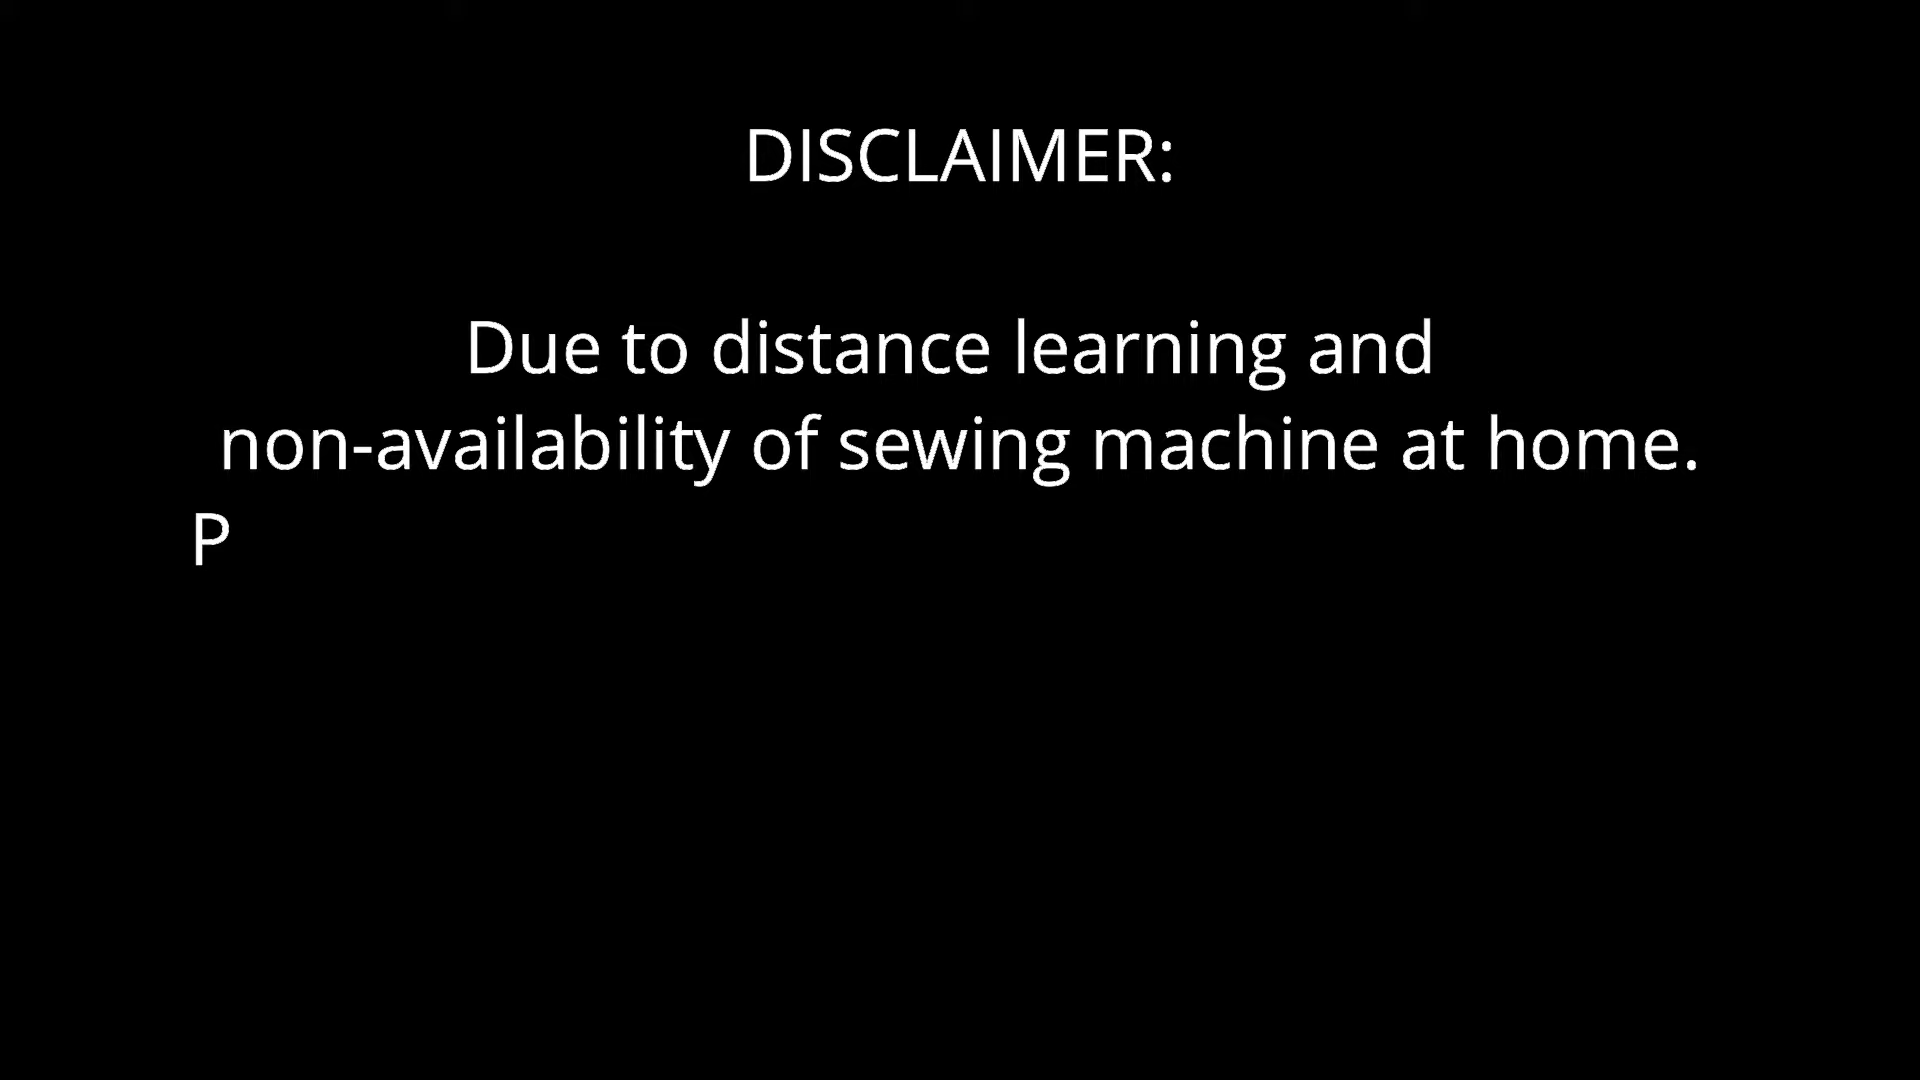 DISCLAIMER:
Due to distance learning and
non-availability of sewing machine at home.
P